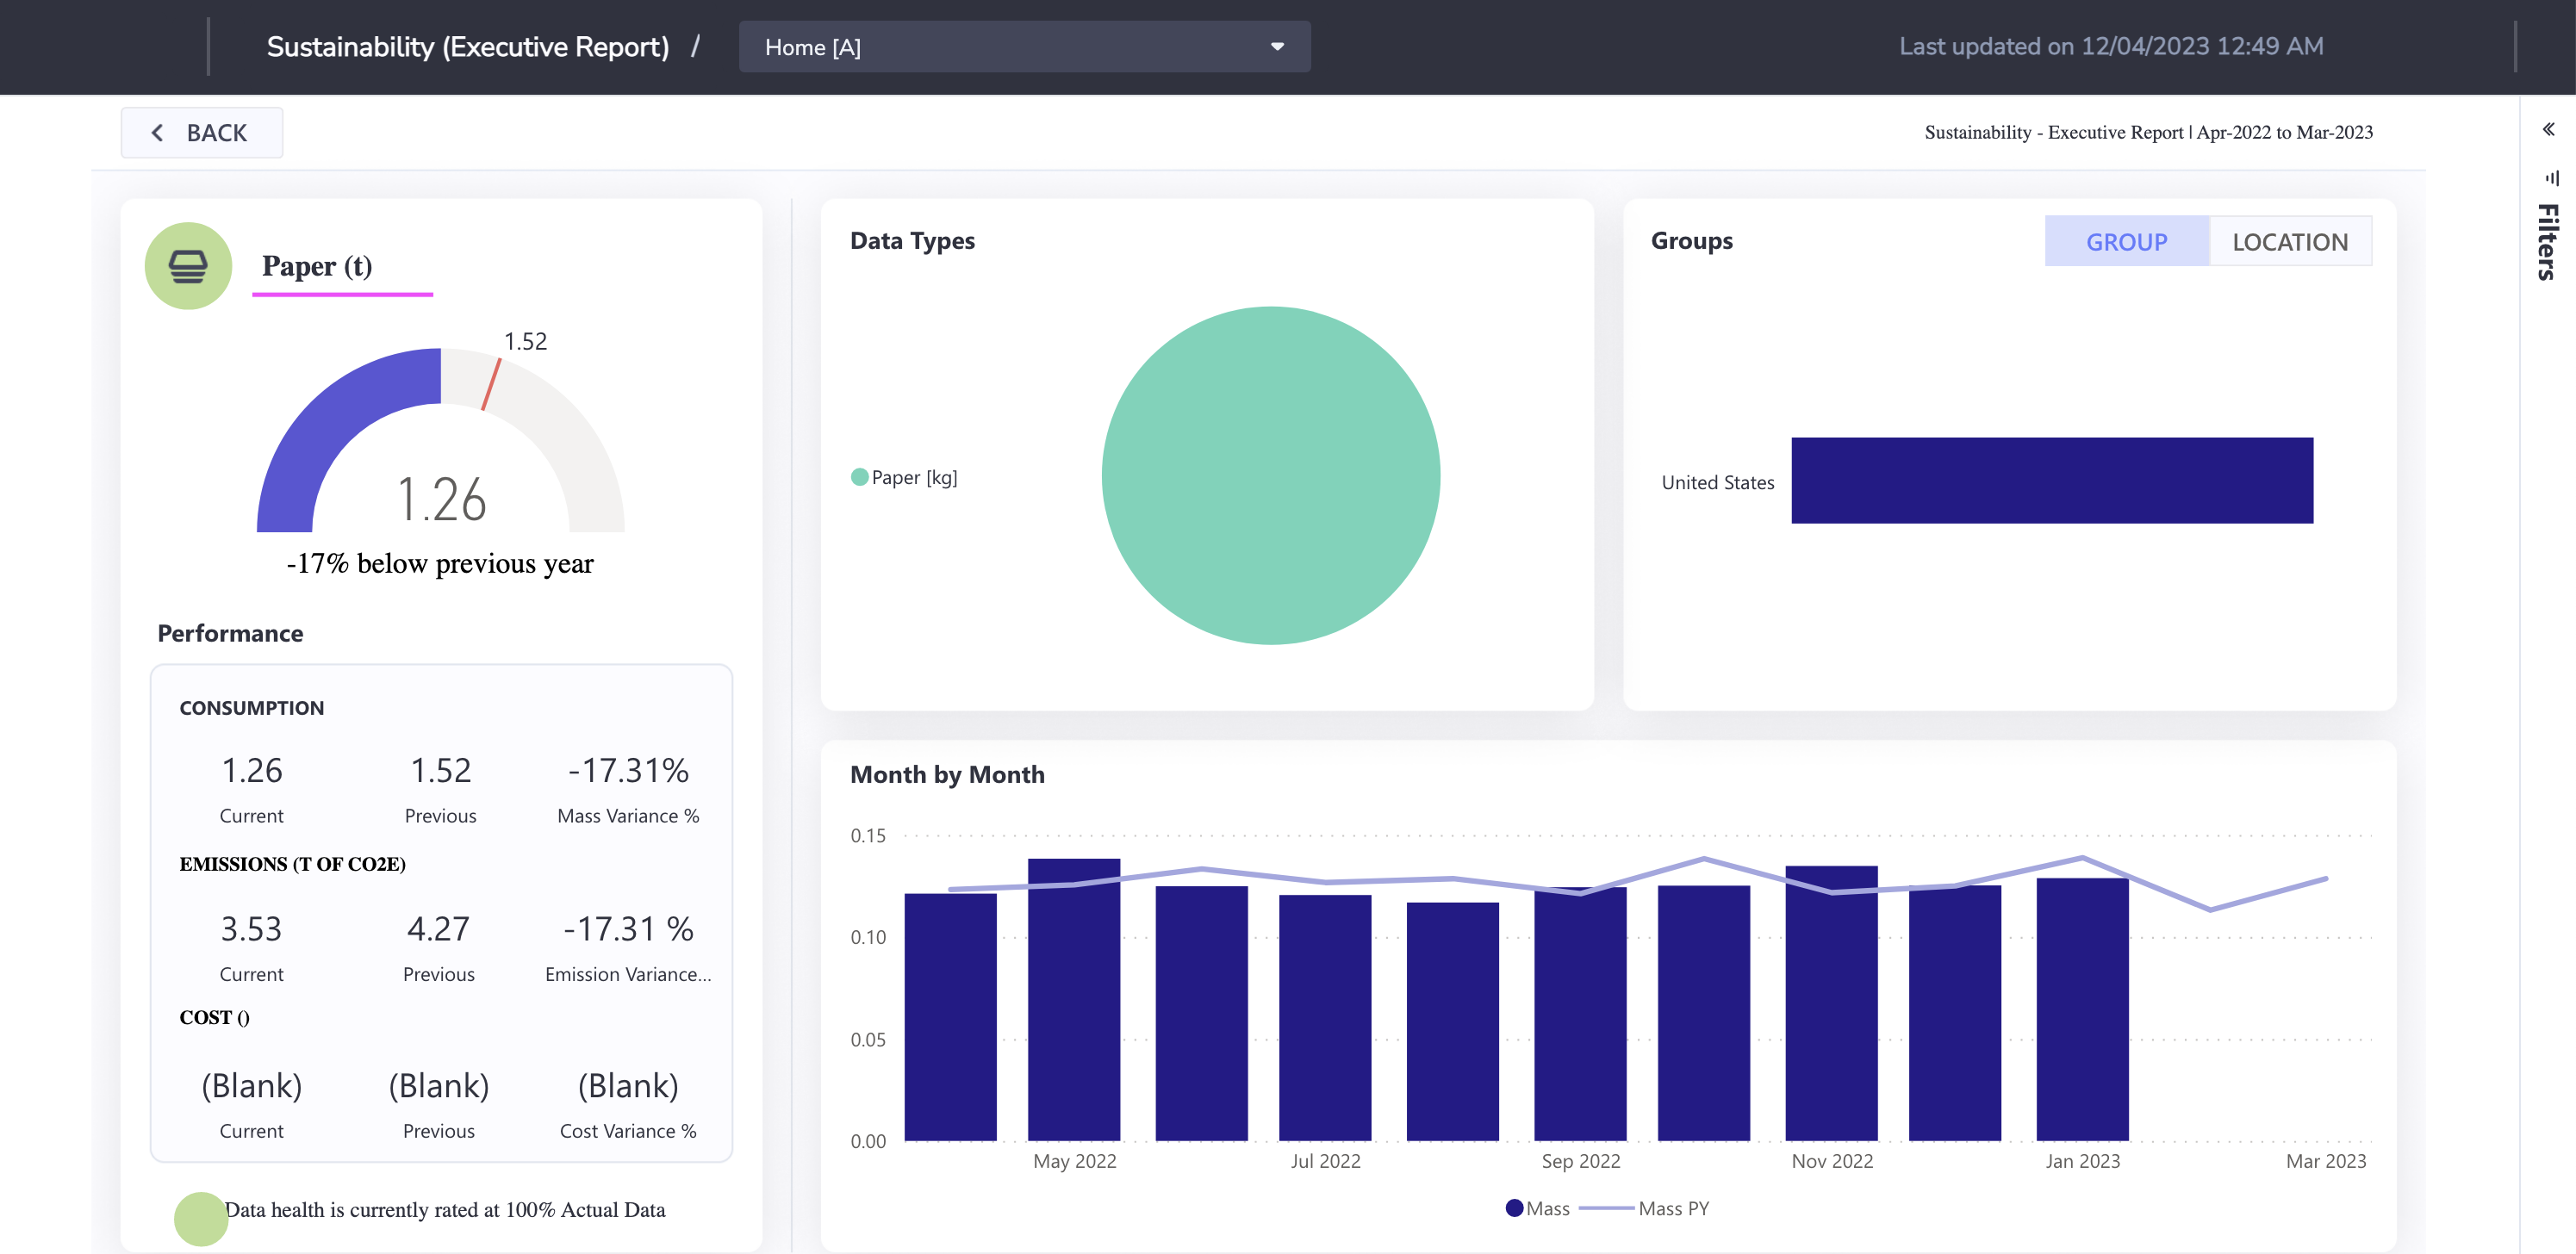 Sustainability (Executive Report) / Home [A] Last updated on 12/04/2023 12:49 AM
BACK
Sustainability - Executive Report | Apr-2022 to Mar-2023
Filters
Paper (t)
1.52
1.26
-17% below previous year
Performance
CONSUMPTION
1.26 1.52 -17.31%
Current Previous Mass Variance %
EMISSIONS (T OF CO2E)
3.53 4.27 -17.31 %
Current Previous Emission Variance...
COST ()
(Blank) (Blank) (Blank)
Current Previous Cost Variance %
Data health is currently rated at 100% Actual Data
Data Types
Paper [kg]
Groups
GROUP LOCATION
United States
Month by Month
0.15
0.10
0.05
0.00
May 2022 Jul 2022 Sep 2022 Nov 2022 Jan 2023 Mar 2023
Mass Mass PY